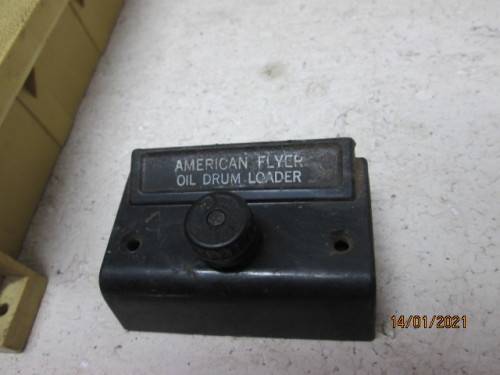 AMERICAN FLYER
OIL DRUM LOADER
14/01/2021